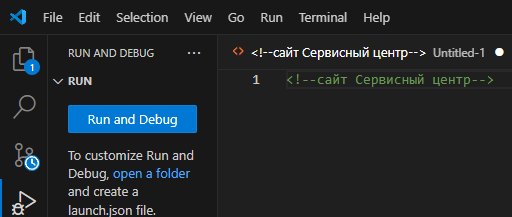 File Edit Selection View Go Run Terminal Help
RUN AND DEBUG ...
<!--сайт Сервисный центр--> Untitled-1
RUN
1 <!--сайт Сервисный центр-->
1
Run and Debug
To customize Run and
Debug, open a folder
and create a
launch.json file.